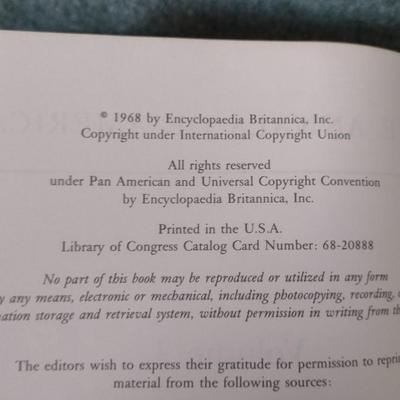 © 1968 by Encyclopaedia Britannica, Inc.
Copyright under International Copyright Union
All rights reserved
under Pan American and Universal Copyright Convention
by Encyclopaedia Britannica, Inc.
Printed in the U.S.A.
Library of Congress Catalog Card Number: 68-20888
No part of this book may be reproduced or utilized in any form
any means, electronic or mechanical, including photocopying, recording,
storage and retrieval system, without permission in writing from
The editors wish to express their gratitude for permission to
material from the following sources: